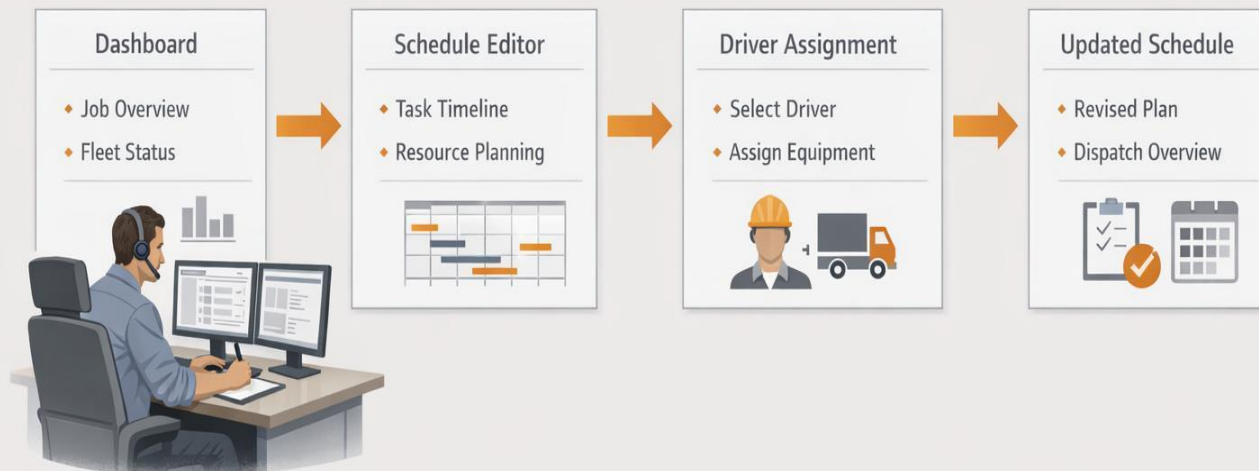 Dashboard
Job Overview
Fleet Status
Schedule Editor
Task Timeline
Resource Planning
Driver Assignment
Select Driver
Assign Equipment
Updated Schedule
Revised Plan
Dispatch Overview